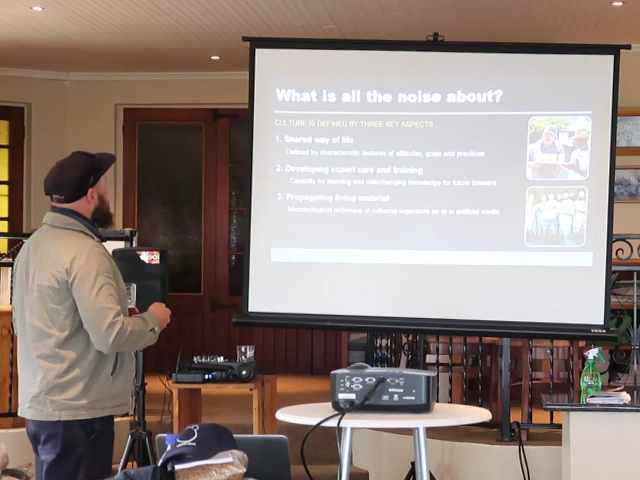 What is all the noise about?
CULTURE IS DEFINED BY THREE KEY ASPECTS
1. Shared way of life
Defined by characteristic features of attitudes, goals and practices
2. Developing expert care and training
Capacity for learning and interchanging knowledge for future brewers
3. Propagating living material
Microbiological technique of culturing organisms on or in artificial media